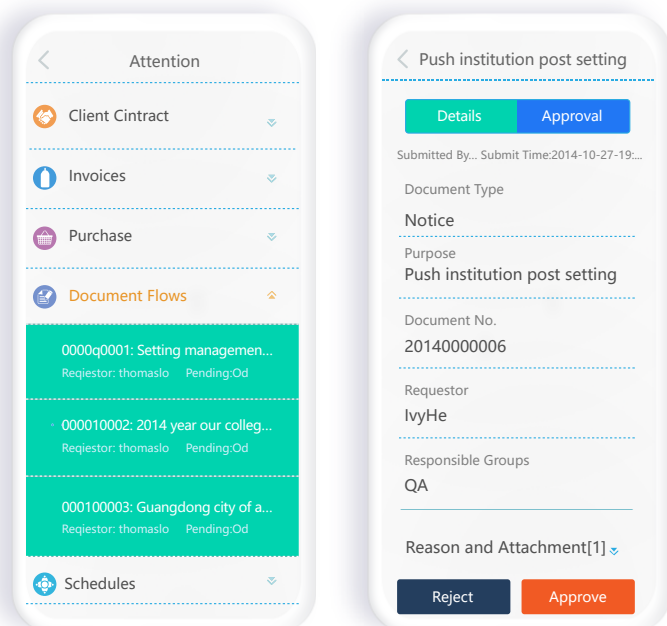 Attention
Client Cintract
Invoices
Purchase
Document Flows
0000q0001: Setting managemen...
Reqiestor: thomaslo Pending:Od
000010002: 2014 year our colleg...
Reqiestor: thomaslo Pending:Od
000100003: Guangdong city of a...
Reqiestor: thomaslo Pending:Od
Schedules
Push institution post setting
Details Approval
Submitted By... Submit Time:2014-10-27-19:...
Document Type
Notice
Purpose
Push institution post setting
Document No.
20140000006
Requestor
IvyHe
Responsible Groups
QA
Reason and Attachment[1]
Reject Approve